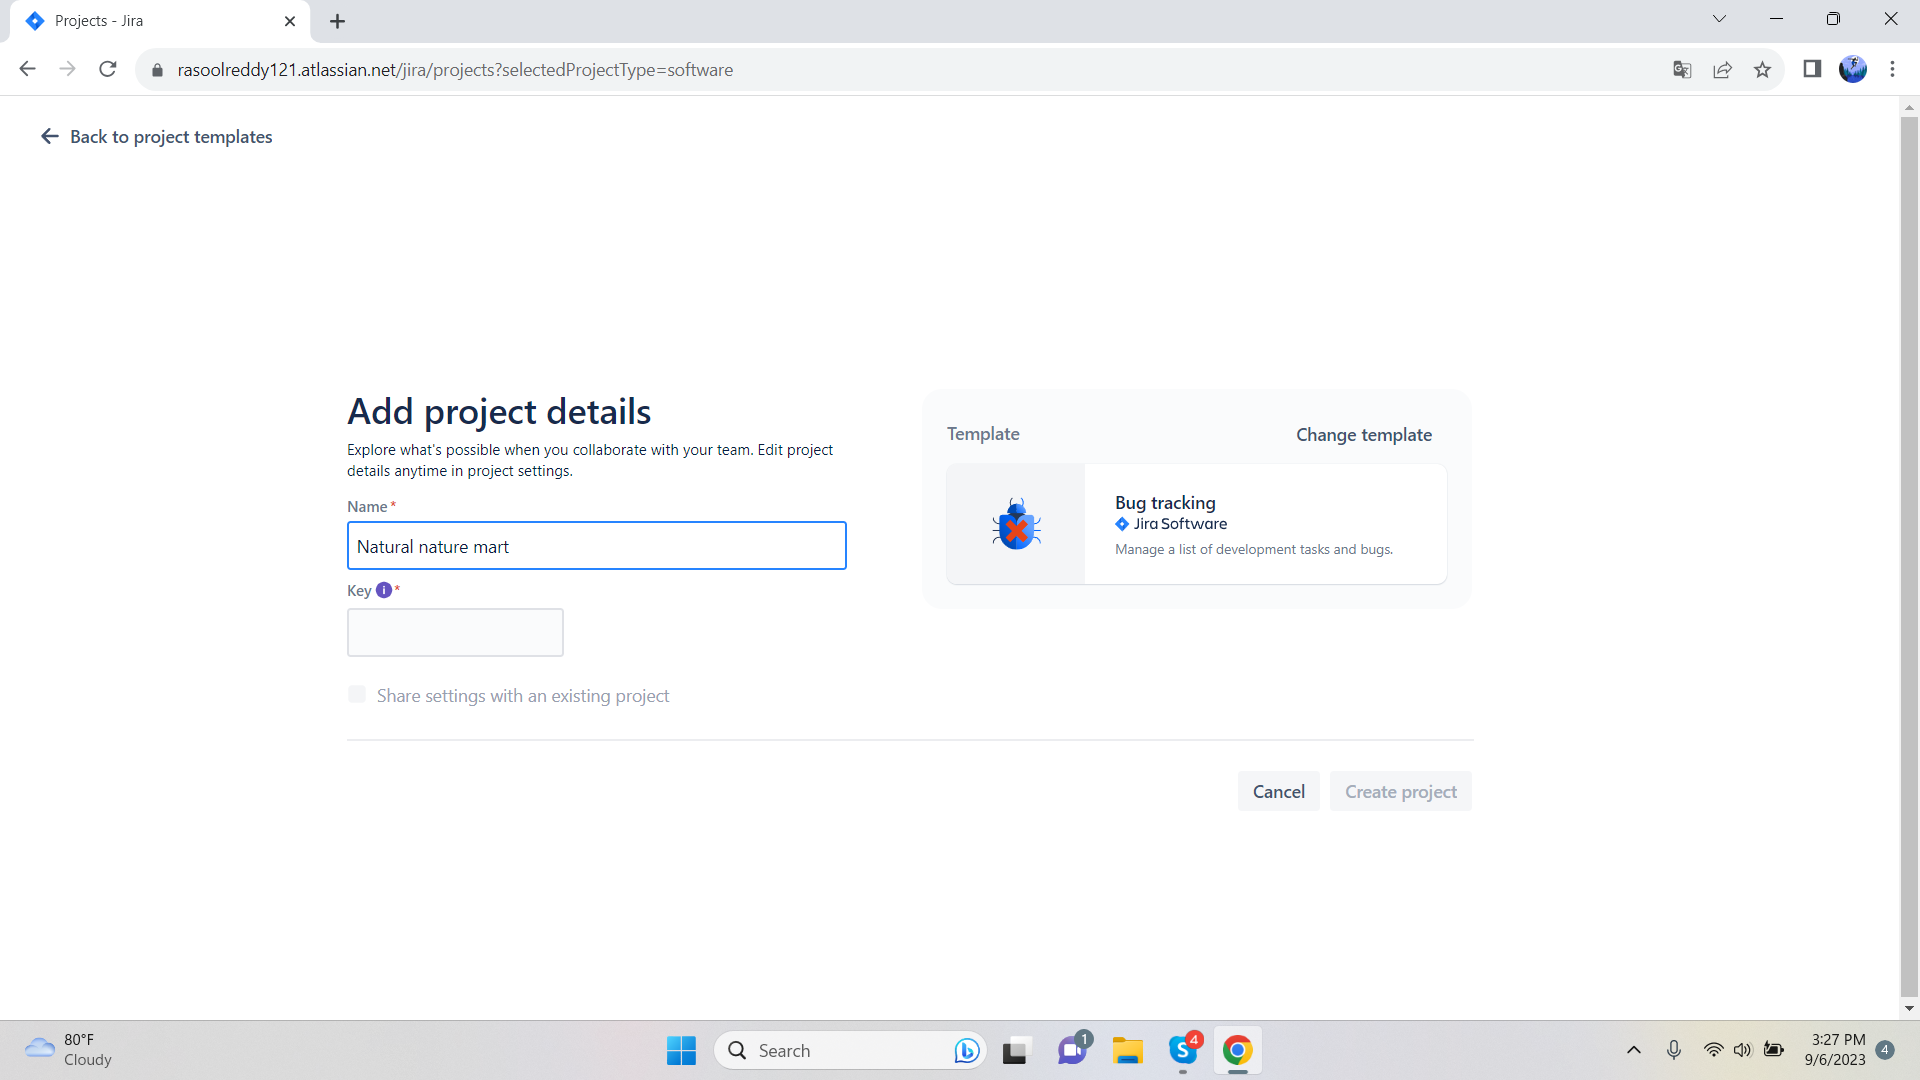 Projects - Jira
rasoolreddy121.atlassian.net/jira/projects?selectedProjectType=software
Back to project templates
Add project details
Explore what's possible when you collaborate with your team. Edit project
details anytime in project settings.
Name *
Natural nature mart
Key i *
Share settings with an existing project
Template
Change template
Bug tracking
Jira Software
Manage a list of development tasks and bugs.
Cancel
Create project
80°F
Cloudy
Search
1
S 4
3:27 PM
9/6/2023
4